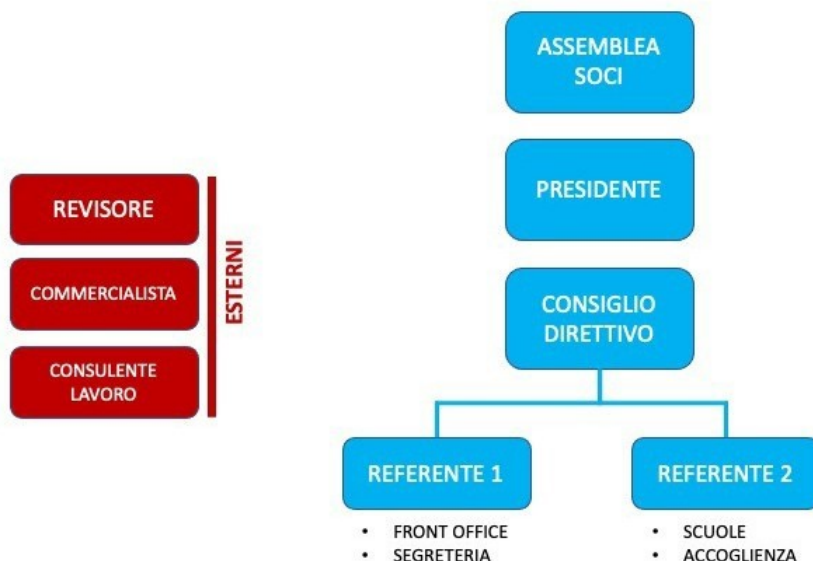 ASSEMBLEA
SOCI
PRESIDENTE
CONSIGLIO
DIRETTIVO
REVISORE
COMMERCIALISTA
CONSULENTE
LAVORO
ESTERNI
REFERENTE 1
• FRONT OFFICE
• SEGRETERIA
REFERENTE 2
• SCUOLE
• ACCOGLIENZA